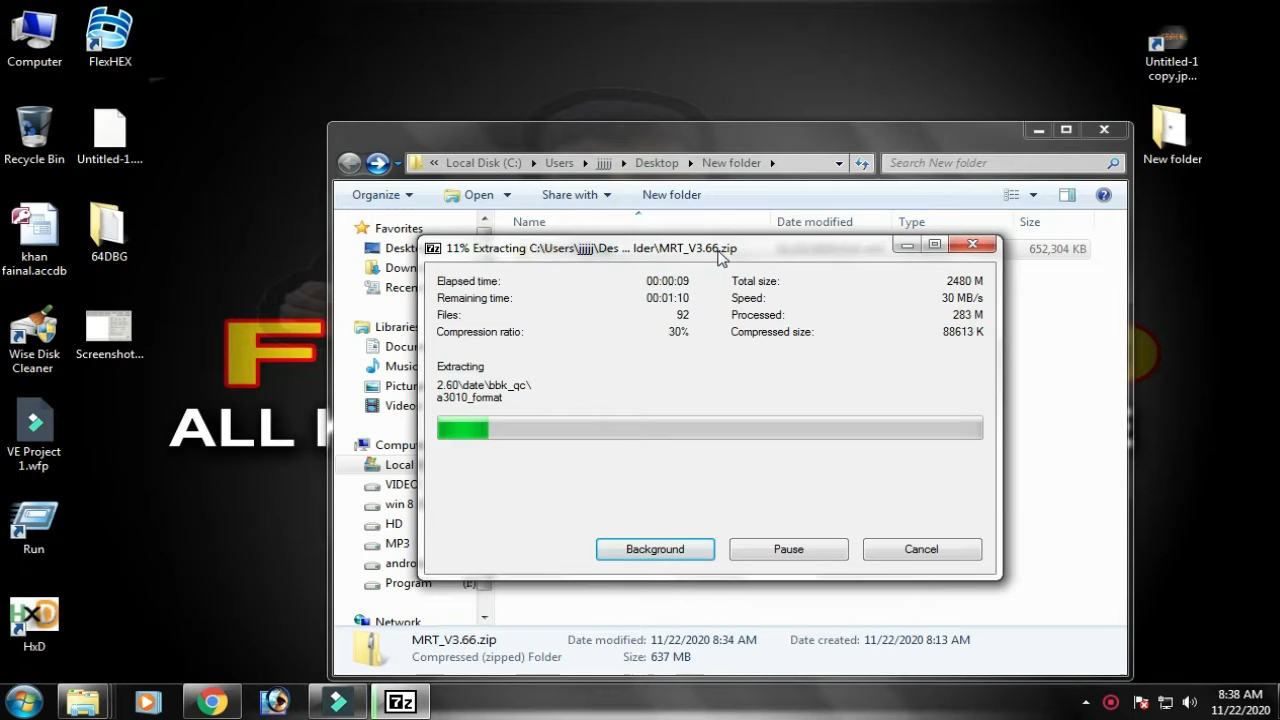 Computer
FlexHEX
Recycle Bin
Untitled-1....
khan
fainal.accdb
64DBG
Wise Disk
Cleaner
Screenshot...
VE Project
1.wfp
Run
HxD
Untitled-1
copy.jp...
New folder
F
ALL
« Local Disk (C:) Users jjjjj Desktop New folder
Search New folder
Organize Open Share with New folder
Name Date modified Type Size
652,304 KB
Favorites
Deskt
Down
Recen
Libraries
Docu
Music
Pictur
Video
Compu
Local
VIDEO
win 8
HD
MP3
andro
Program
Network
11% Extracting C:\Users\jjjjj\Des ... lder\MRT_V3.66.zip
Elapsed time: 00:00:09 Total size: 2480 M
Remaining time: 00:01:10 Speed: 30 MB/s
Files: 92 Processed: 283 M
Compression ratio: 30% Compressed size: 88613 K
Extracting
2.60\date\bbk_qc\
a3010_format
Background Pause Cancel
MRT_V3.66.zip Date modified: 11/22/2020 8:34 AM Date created: 11/22/2020 8:13 AM
Compressed (zipped) Folder Size: 637 MB
7z
8:38 AM
11/22/2020